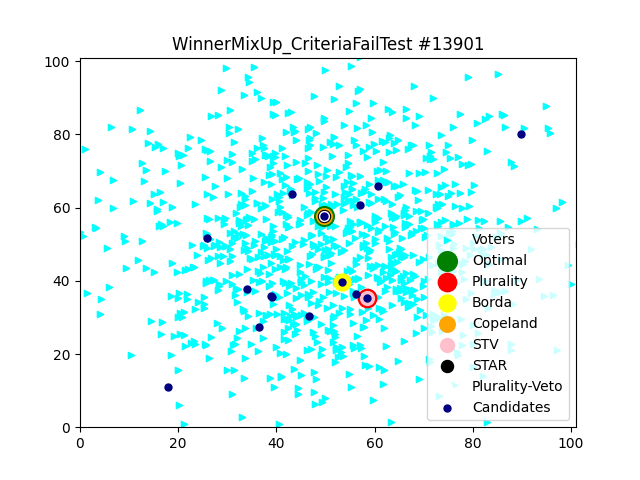 WinnerMixUp_CriteriaFailTest #13901
100
80
60
40
20
0
0
20
40
60
80
100
Voters
Optimal
Plurality
Borda
Copeland
STV
STAR
Plurality-Veto
Candidates